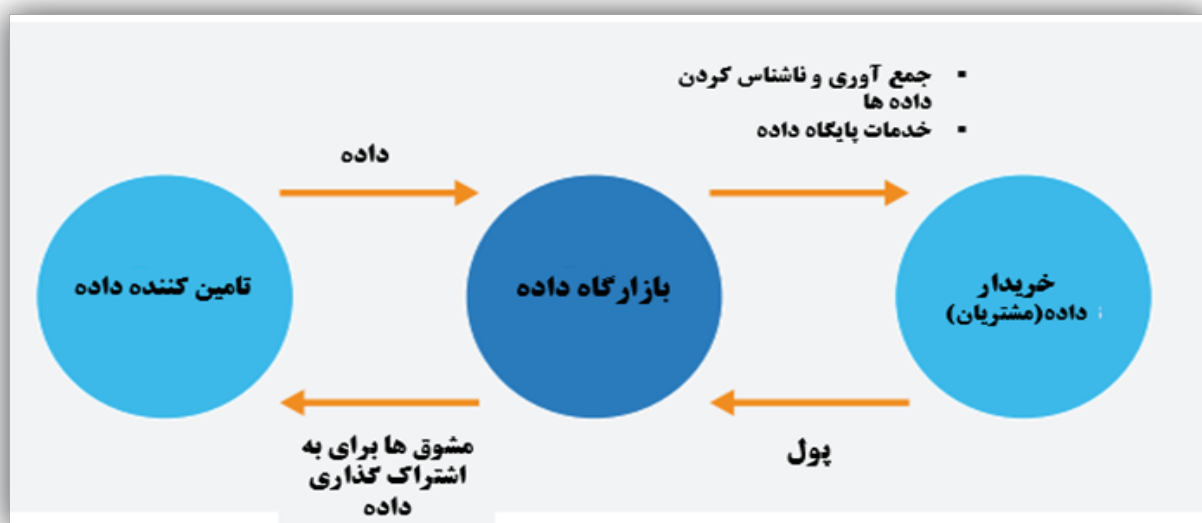 ▪ جمع آوری و ناشناس کردن
داده ها
▪ خدمات پایگاه داده
داده
خریدار
داده(مشتریان)
بازارگاه داده
تامین کننده داده
پول
مشوق ها برای به
اشتراک گذاری
داده